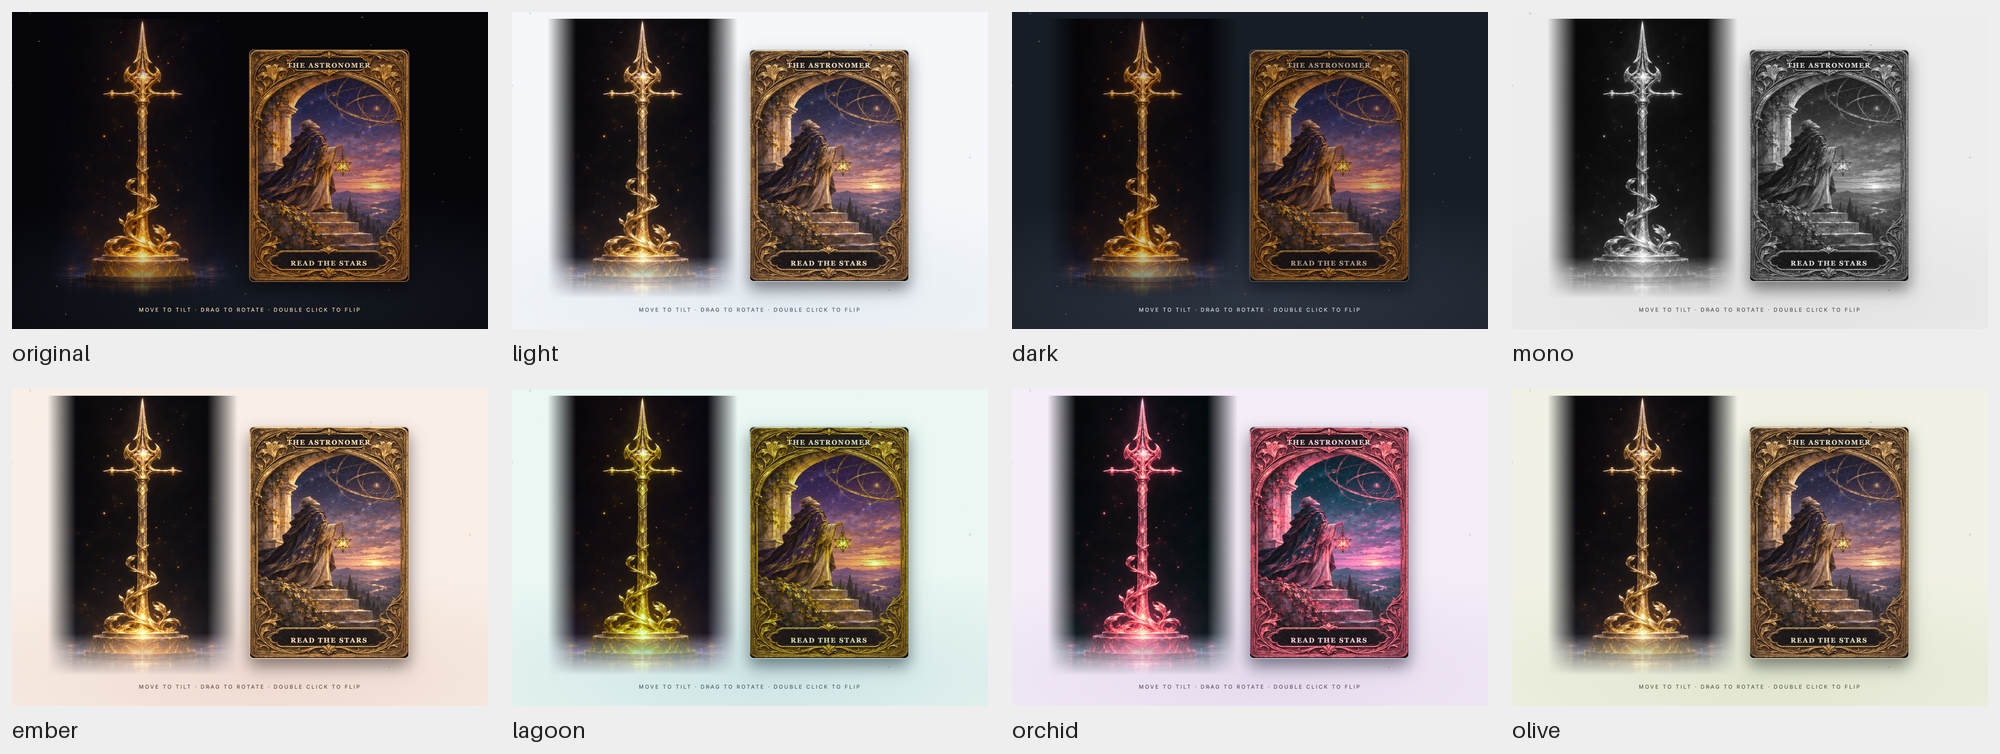 THE ASTRONOMER
READ THE STARS
MOVE TO TILT · DRAG TO ROTATE · DOUBLE CLICK TO FLIP
original
THE ASTRONOMER
READ THE STARS
MOVE TO TILT · DRAG TO ROTATE · DOUBLE CLICK TO FLIP
light
THE ASTRONOMER
READ THE STARS
MOVE TO TILT · DRAG TO ROTATE · DOUBLE CLICK TO FLIP
dark
THE ASTRONOMER
READ THE STARS
MOVE TO TILT · DRAG TO ROTATE · DOUBLE CLICK TO FLIP
mono
THE ASTRONOMER
READ THE STARS
MOVE TO TILT · DRAG TO ROTATE · DOUBLE CLICK TO FLIP
ember
THE ASTRONOMER
READ THE STARS
MOVE TO TILT · DRAG TO ROTATE · DOUBLE CLICK TO FLIP
lagoon
THE ASTRONOMER
READ THE STARS
MOVE TO TILT · DRAG TO ROTATE · DOUBLE CLICK TO FLIP
orchid
THE ASTRONOMER
READ THE STARS
MOVE TO TILT · DRAG TO ROTATE · DOUBLE CLICK TO FLIP
olive